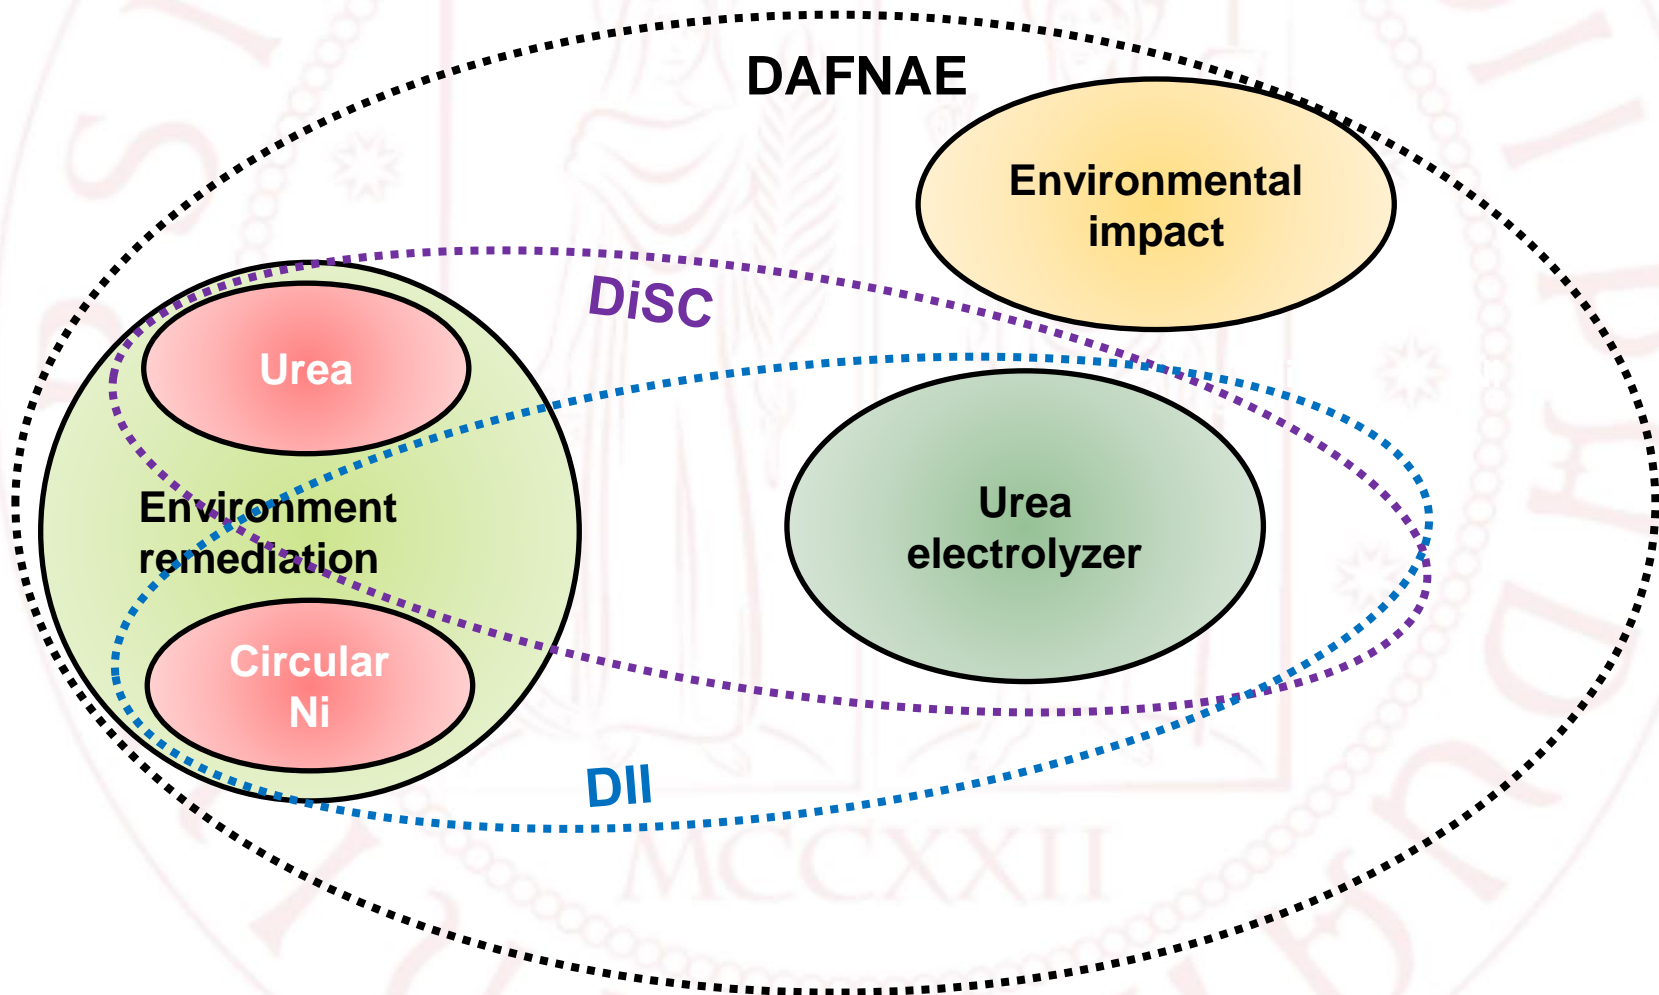 DAFNAE
Environmental
impact
DiSC
Urea
Environment
remediation
Urea
electrolyzer
Circular
Ni
DII
MCCXXII